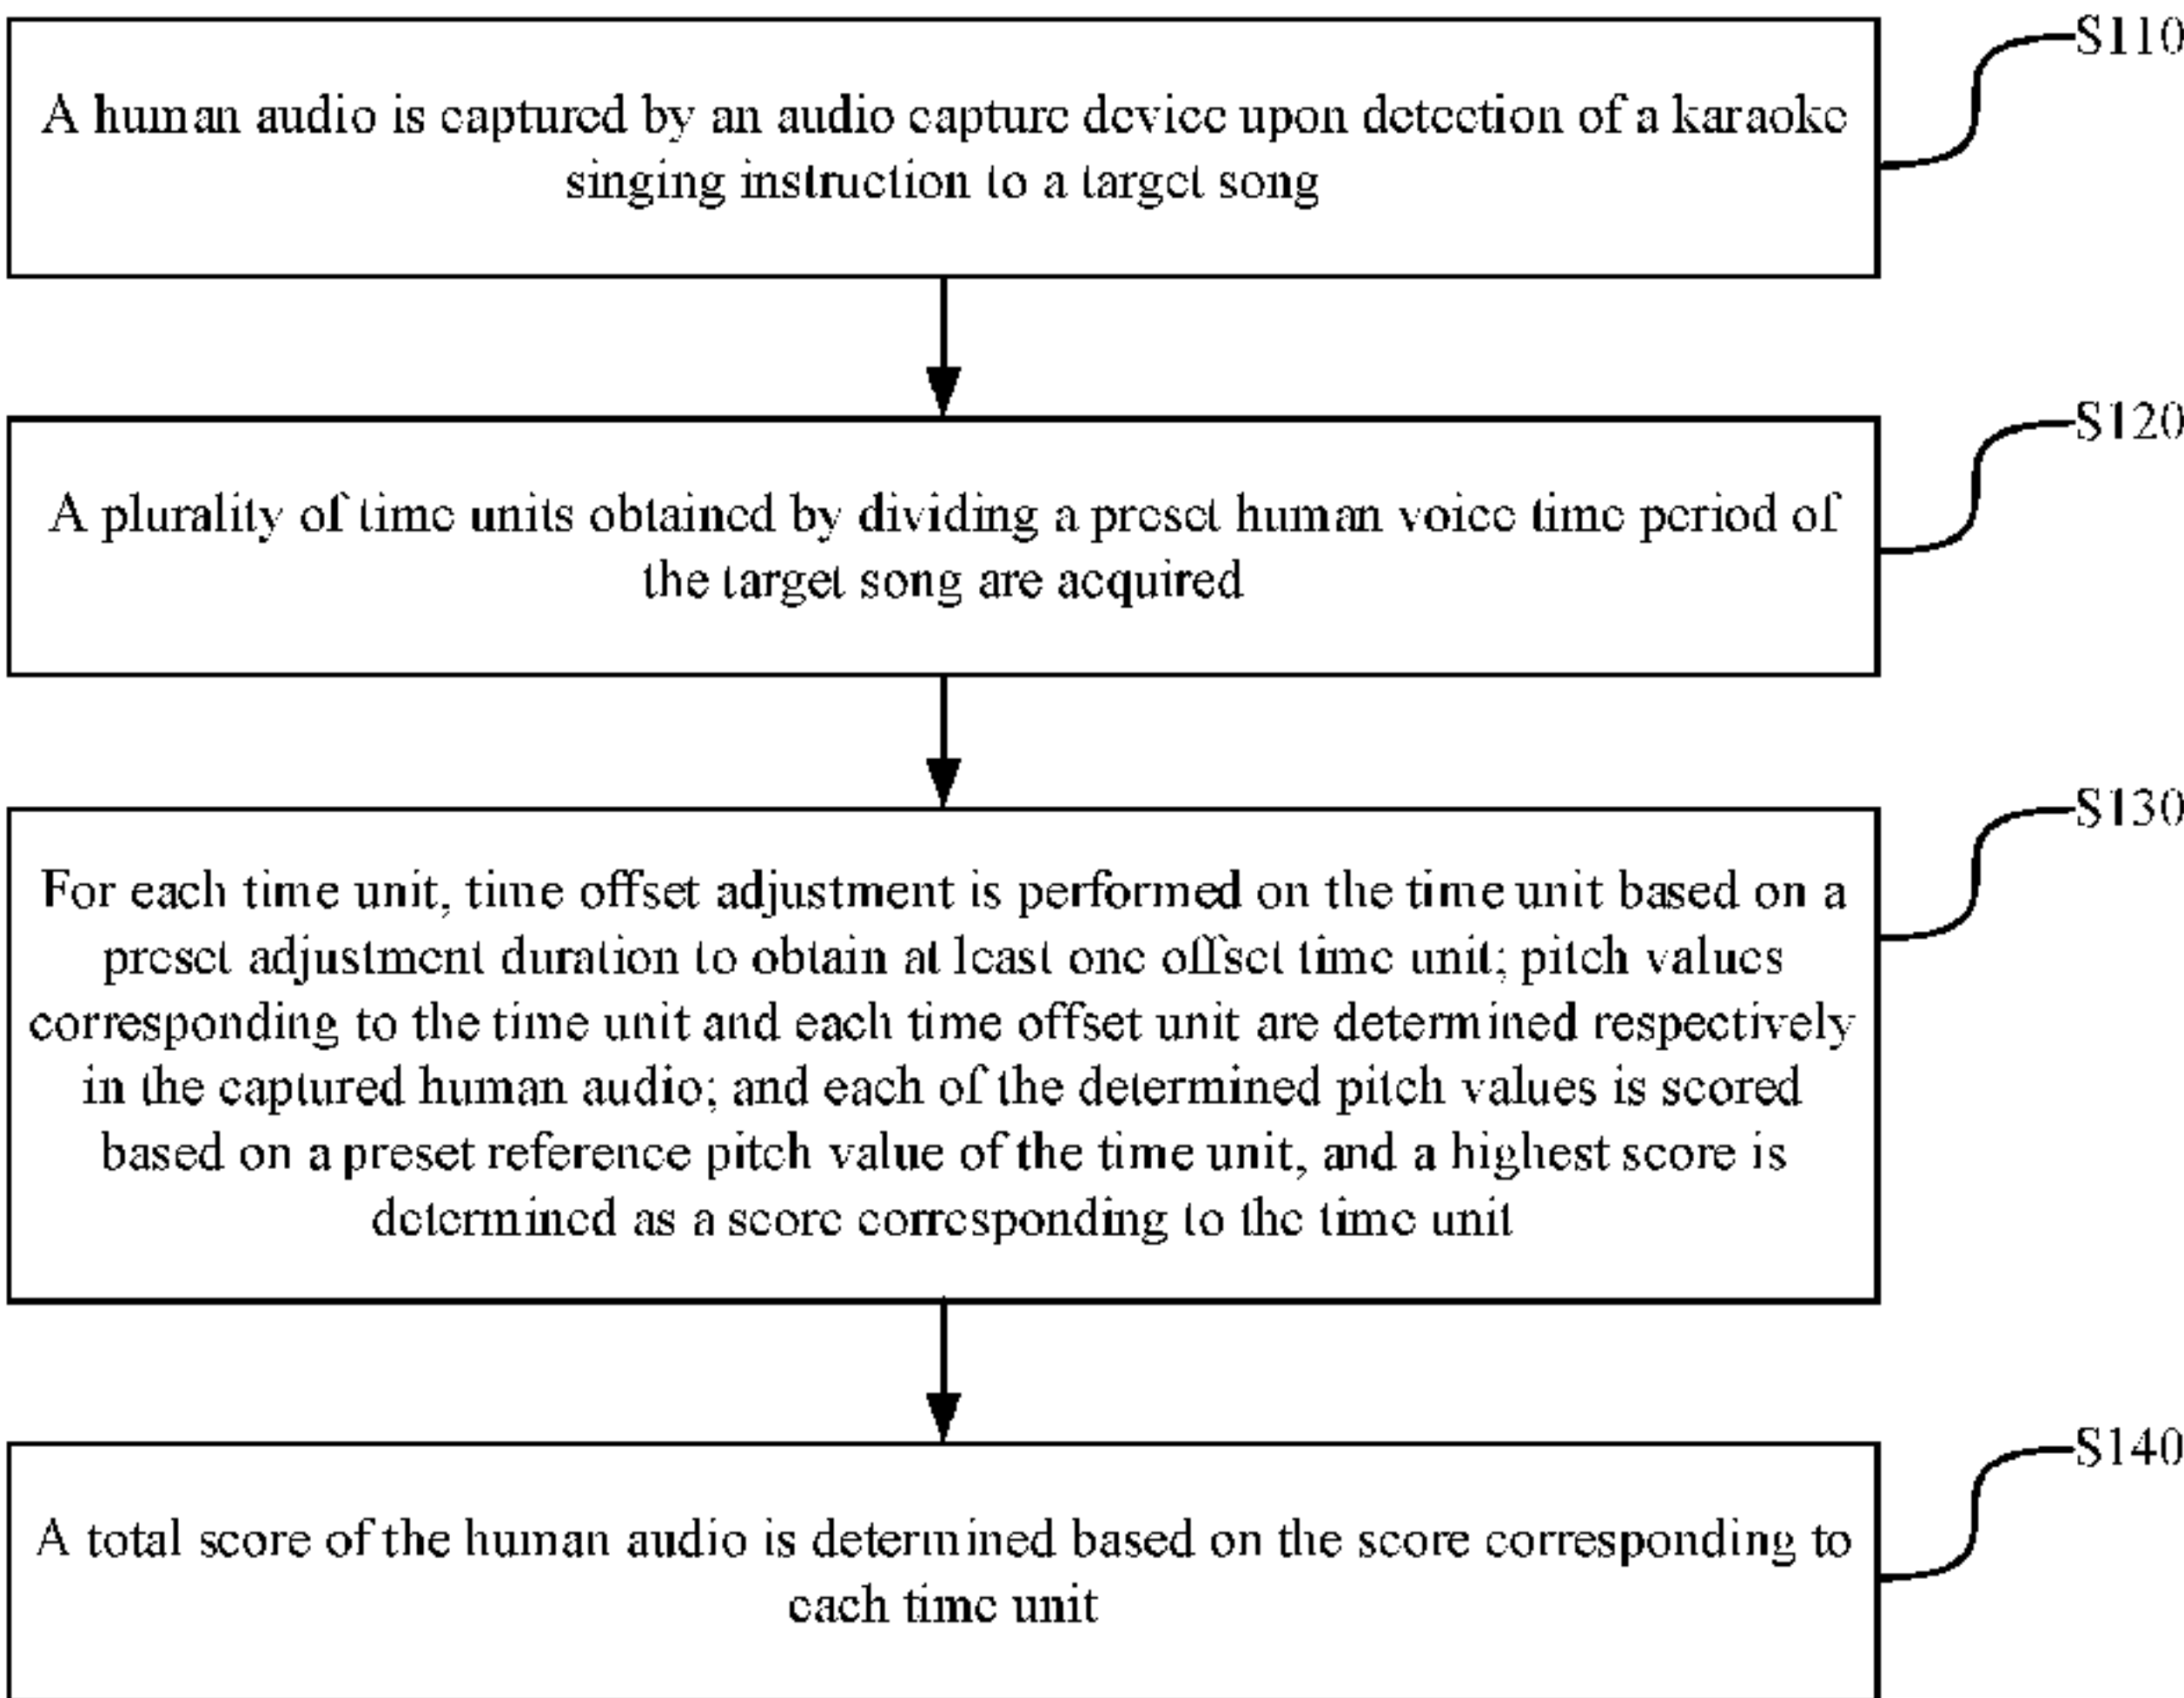 S110
A human audio is captured by an audio capture device upon detection of a karaoke
singing instruction to a target song
S120
A plurality of time units obtained by dividing a preset human voice time period of
the target song are acquired
S130
For each time unit, time offset adjustment is performed on the time unit based on a
preset adjustment duration to obtain at least one offset time unit; pitch values
corresponding to the time unit and each time offset unit are determined respectively
in the captured human audio; and each of the determined pitch values is scored
based on a preset reference pitch value of the time unit, and a highest score is
determined as a score corresponding to the time unit
S140
A total score of the human audio is determined based on the score corresponding to
each time unit